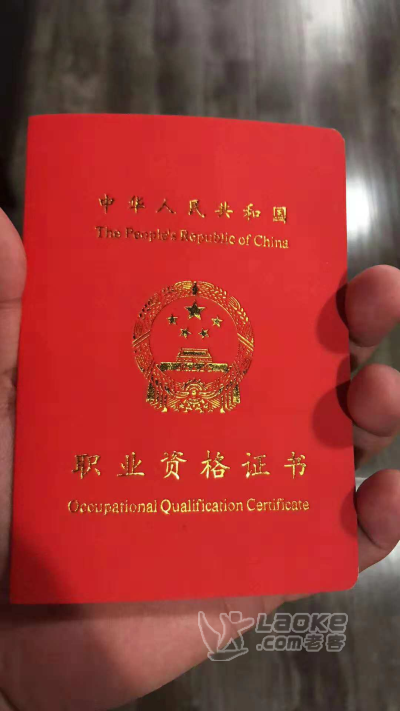 中华人民共和国
The People's Republic of China
职业资格证书
Occupational Qualification Certificate
LAOKE
.com老客